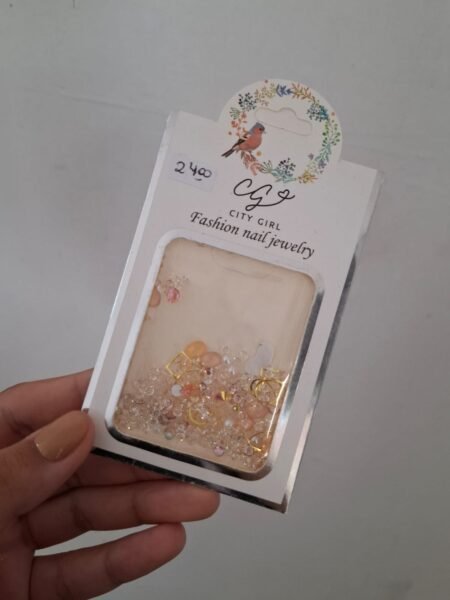 2400
CG
CITY GIRL
Fashion nail jewelry